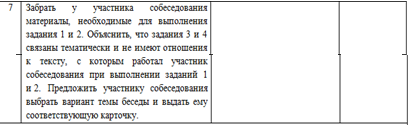 7 Забрать у участника собеседования
материалы, необходимые для выполнения
задания 1 и 2. Объяснить, что задания 3 и 4
связаны тематически и не имеют отношения
к тексту, с которым работал участник
собеседования при выполнении заданий 1
и 2. Предложить участнику собеседования
выбрать вариант темы беседы и выдать ему
соответствующую карточку.